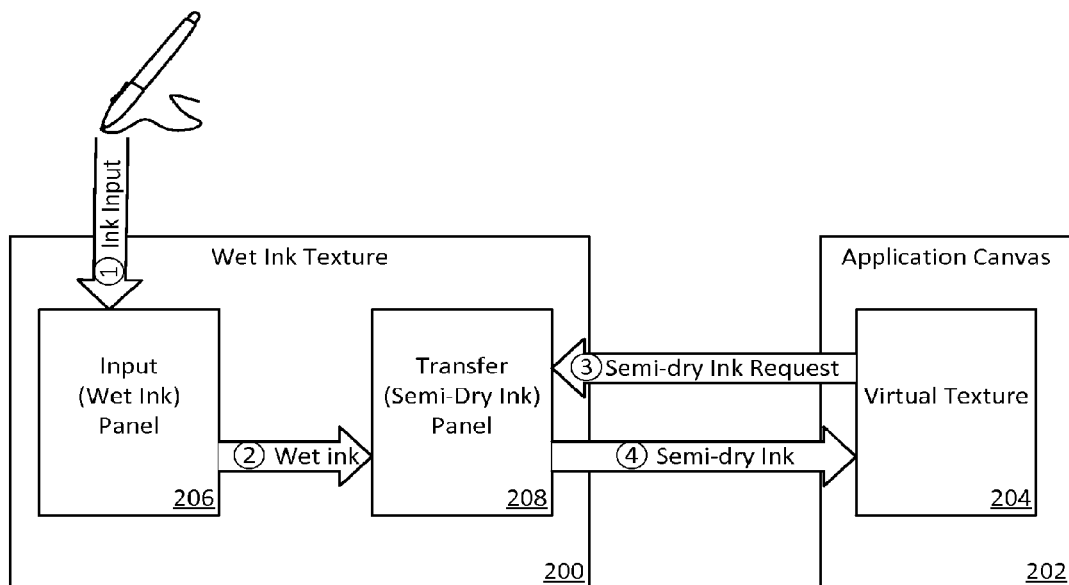 ① Ink Input
Wet Ink Texture
Application Canvas
Input
(Wet Ink)
Panel
206
Transfer
(Semi-Dry Ink)
Panel
208
③ Semi-dry Ink Request
Virtual Texture
204
② Wet ink
④ Semi-dry Ink
200
202